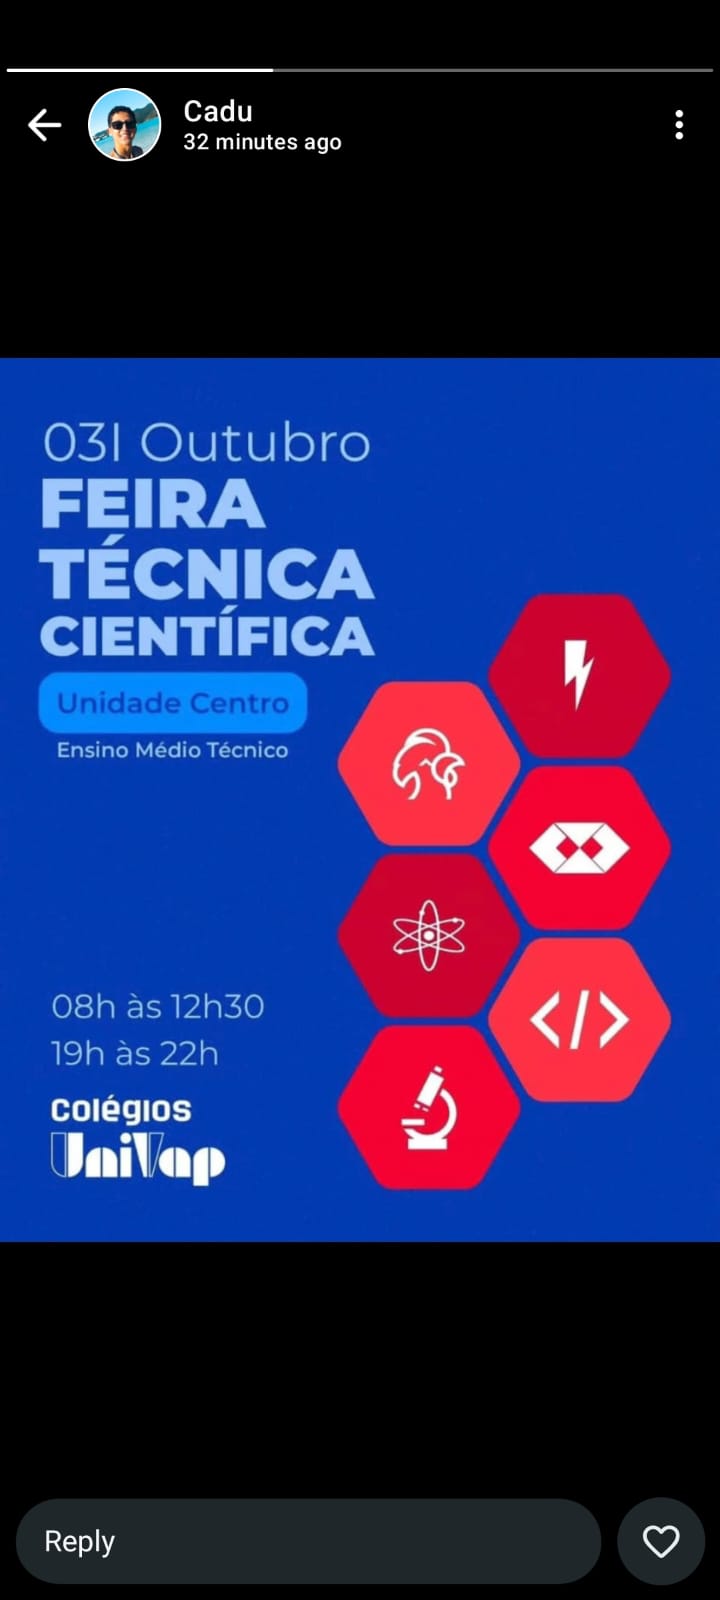 Cadu
32 minutes ago
03| Outubro
FEIRA
TÉCNICA
CIENTÍFICA
Unidade Centro
Ensino Médio Técnico
</>
08h às 12h30
19h às 22h
colégios
UniVap
Reply